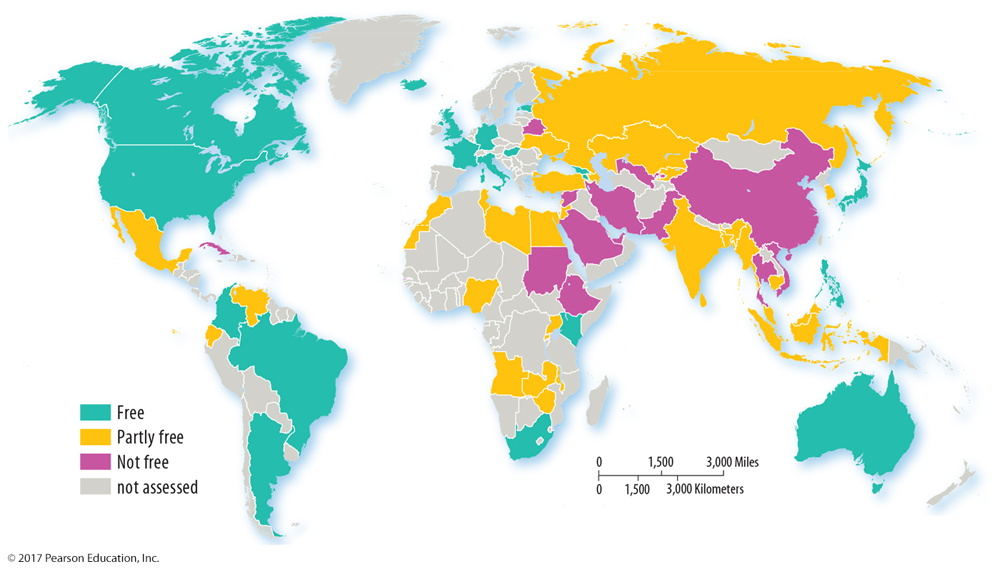 Free
Partly free
Not free
not assessed
0 1,500 3,000 Miles
0 1,500 3,000 Kilometers
© 2017 Pearson Education, Inc.